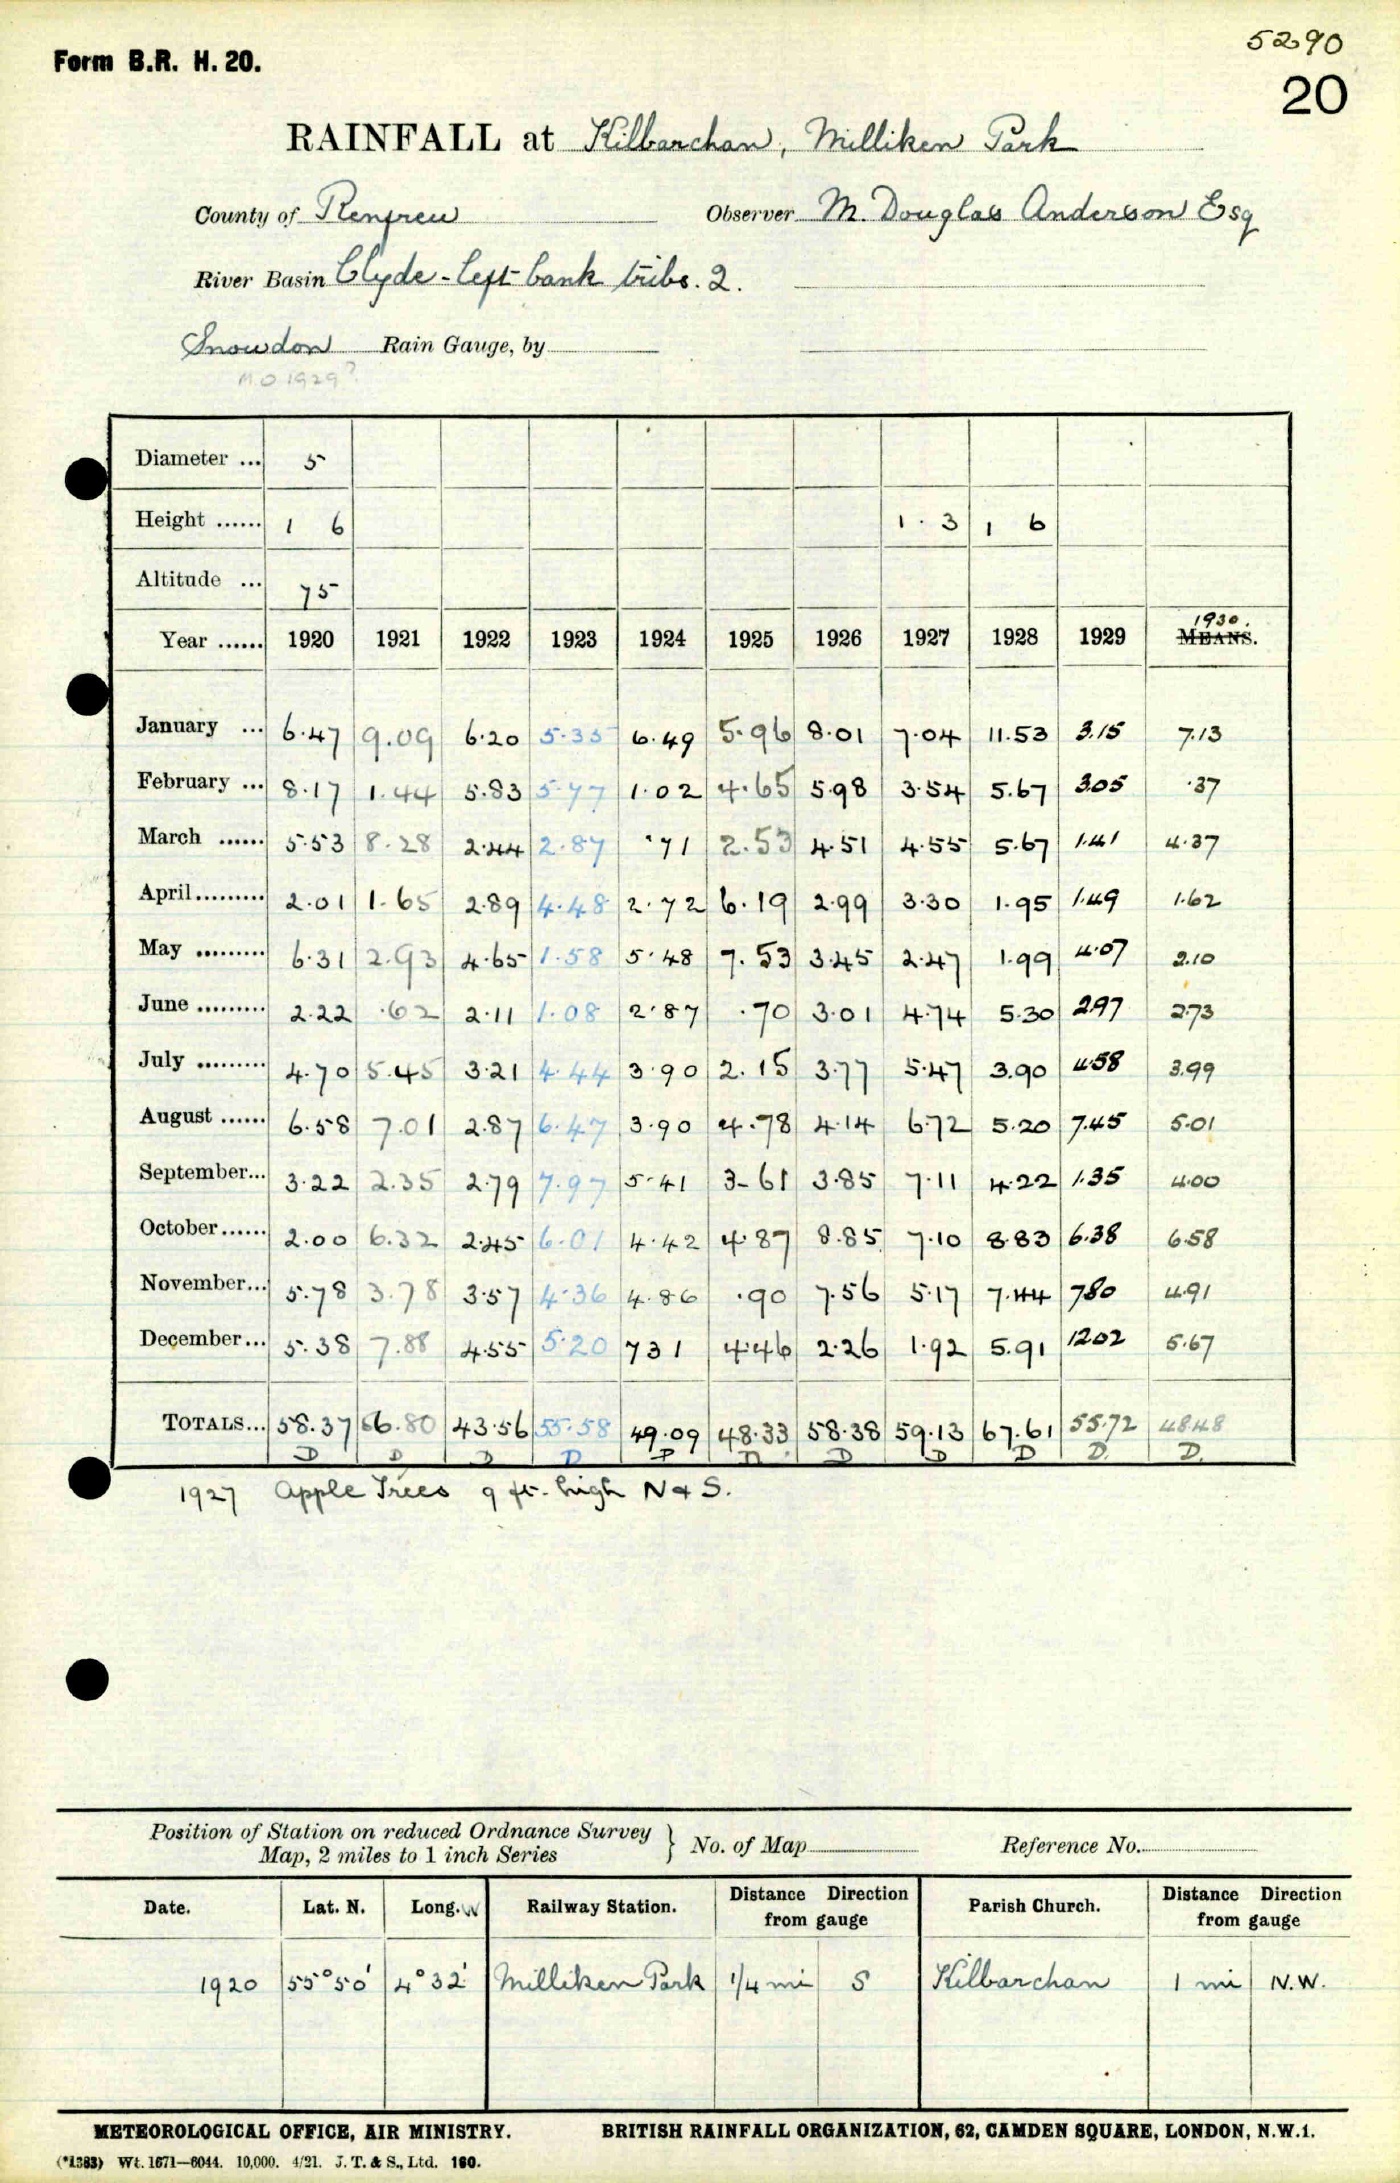 5290
Form B.R. H. 20.
20
RAINFALL at Kilbarchan, Milliken Park
County of Renfrew Observer M. Douglas Anderson Esq
River Basin Clyde - left bank tribs. 2.
Snowdon Rain Gauge, by
M O 1929?
Diameter ... 5
Height ...... 1 6 1 . 3 1 6
Altitude ... 75
Year ...... 1920 1921 1922 1923 1924 1925 1926 1927 1928 1929 1930. MEANS.
January ... 6.47 9.09 6.20 5.35 6.49 5.96 8.01 7.04 11.53 3.15 7.13
February ... 8.17 1.44 5.83 5.77 1.02 4.65 5.98 3.54 5.67 3.05 .37
March ...... 5.53 8.28 2.44 2.87 .71 2.53 4.51 4.55 5.67 1.41 4.37
April......... 2.01 1.65 2.89 4.48 2.72 6.19 2.99 3.30 1.95 1.49 1.62
May ......... 6.31 2.93 4.65 1.58 5.48 7.53 3.45 2.47 1.99 4.07 2.10
June ......... 2.22 .62 2.11 1.08 2.87 .70 3.01 4.74 5.30 2.97 2.73
July ......... 4.70 5.45 3.21 4.44 3.90 2.15 3.77 5.47 3.90 4.58 3.99
August ...... 6.58 7.01 2.87 6.47 3.90 4.78 4.14 6.72 5.20 7.45 5.01
September... 3.22 2.35 2.79 7.97 5.41 3-61 3.85 7.11 4.22 1.35 4.00
October...... 2.00 6.32 2.45 6.01 4.42 4.87 8.85 7.10 8.83 6.38 6.58
November... 5.78 3.78 3.57 4.36 4.86 .90 7.56 5.17 7.44 780 4.91
December... 5.38 7.88 4.55 5.20 731 4.46 2.26 1.92 5.91 1202 5.67
TOTALS... 58.37 56.80 43.56 55.58 49.09 48.33 58.38 59.13 67.61 55.72 48.48
D D D D D D D D D D. D.
1927 Apple Trees 9 ft. high N & S.
Position of Station on reduced Ordnance Survey
Map, 2 miles to 1 inch Series } No. of Map Reference No.
Date. Lat. N. Long. W Railway Station. Distance Direction from gauge Parish Church. Distance Direction from gauge
1920 55°50' 4°32' Milliken Park 1/4 mi S Kilbarchan 1 mi N.W.
METEOROLOGICAL OFFICE, AIR MINISTRY. BRITISH RAINFALL ORGANIZATION, 62, CAMDEN SQUARE, LONDON, N.W.1.
(*1383) Wt. 1671—6044. 10,000. 4/21. J. T. & S., Ltd. 160.